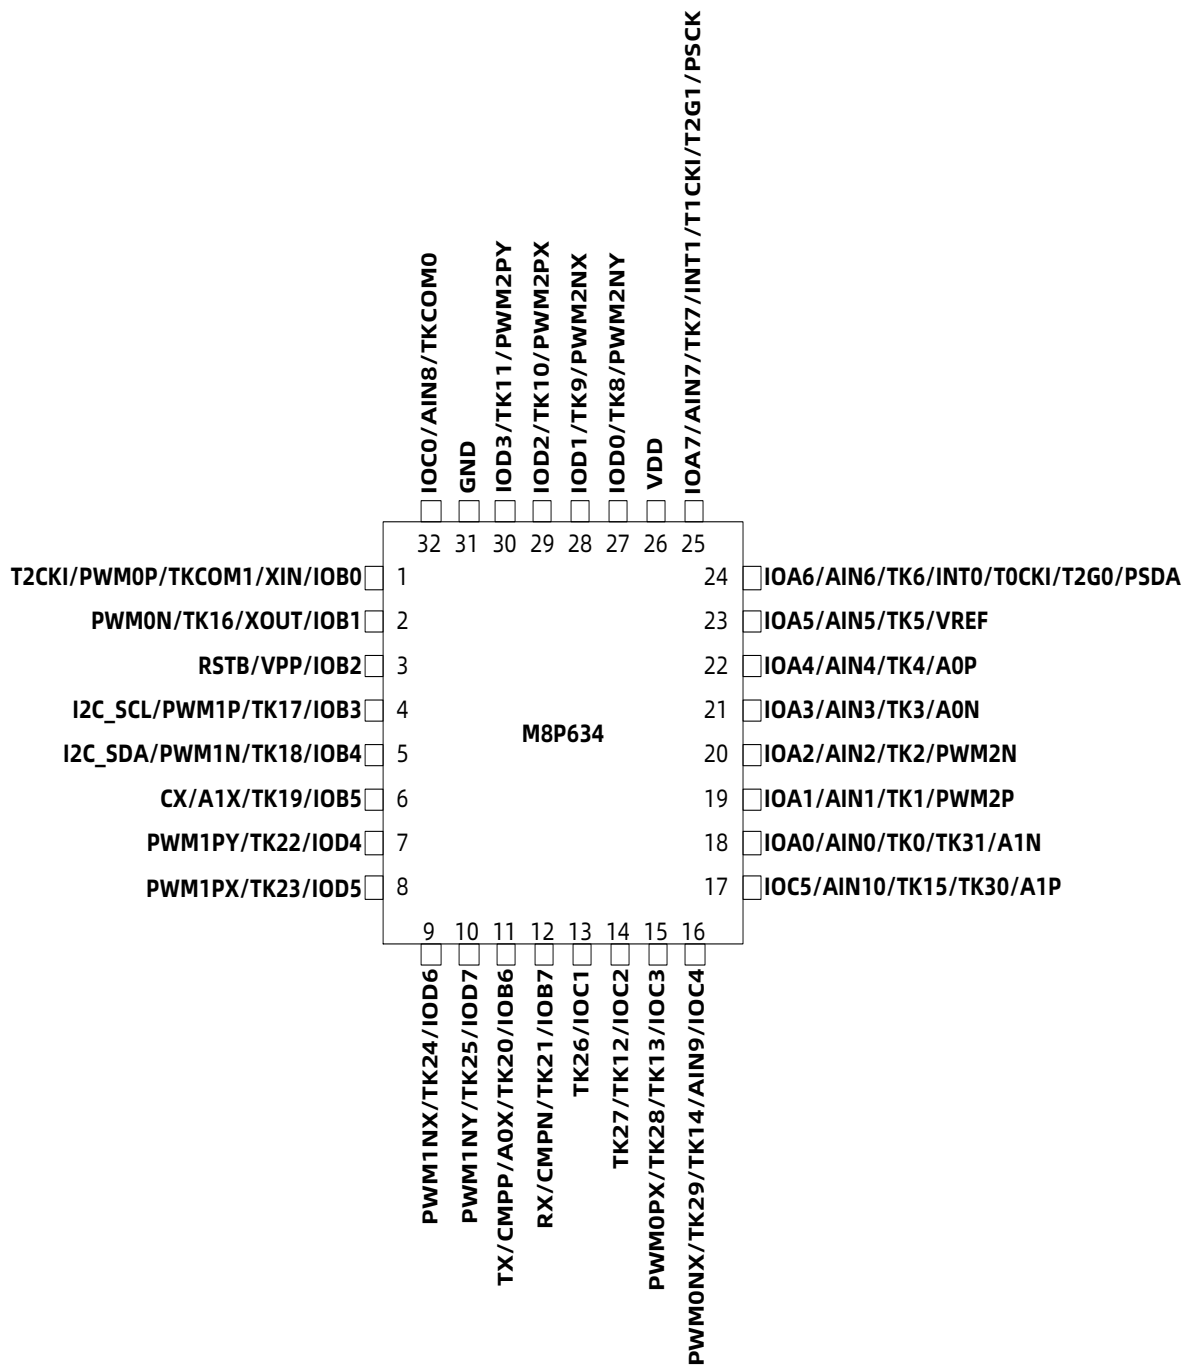 IOC0/AIN8/TKCOM0
GND
IOD3/TK11/PWM2PY
IOD2/TK10/PWM2PX
IOD1/TK9/PWM2NX
IOD0/TK8/PWM2NY
VDD
IOA7/AIN7/TK7/INT1/T1CKI/T2G1/PSCK
32 31 30 29 28 27 26 25
T2CKI/PWM0P/TKCOM1/XIN/IOB0 1
24 IOA6/AIN6/TK6/INT0/T0CKI/T2G0/PSDA
PWM0N/TK16/XOUT/IOB1 2
23 IOA5/AIN5/TK5/VREF
RSTB/VPP/IOB2 3
22 IOA4/AIN4/TK4/A0P
I2C_SCL/PWM1P/TK17/IOB3 4
21 IOA3/AIN3/TK3/A0N
M8P634
I2C_SDA/PWM1N/TK18/IOB4 5
20 IOA2/AIN2/TK2/PWM2N
CX/A1X/TK19/IOB5 6
19 IOA1/AIN1/TK1/PWM2P
PWM1PY/TK22/IOD4 7
18 IOA0/AIN0/TK0/TK31/A1N
PWM1PX/TK23/IOD5 8
17 IOC5/AIN10/TK15/TK30/A1P
9 10 11 12 13 14 15 16
PWM1NX/TK24/IOD6
PWM1NY/TK25/IOD7
TX/CMPP/A0X/TK20/IOB6
RX/CMPN/TK21/IOB7
TK26/IOC1
TK27/TK12/IOC2
PWM0PX/TK28/TK13/IOC3
PWM0NX/TK29/TK14/AIN9/IOC4